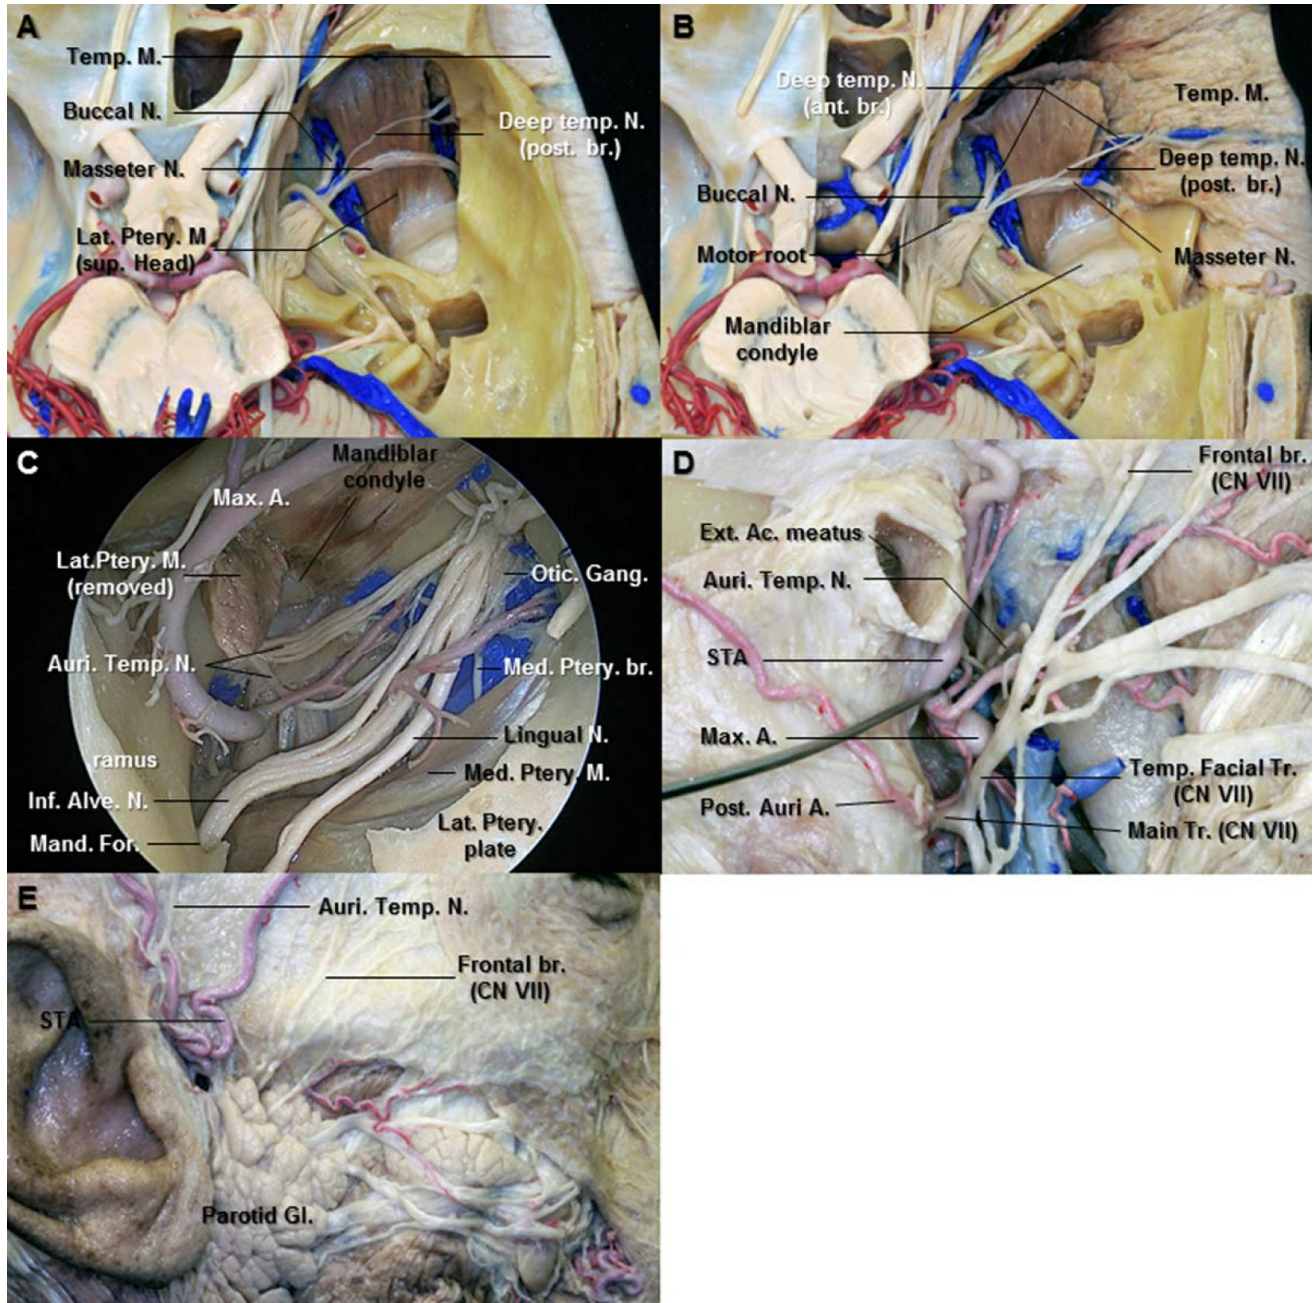 A
Temp. M.
Buccal N.
Deep temp. N.
(post. br.)
Masseter N.
Lat. Ptery. M
(sup. Head)
B
Deep temp. N.
(ant. br.)
Temp. M.
Deep temp. N.
(post. br.)
Buccal N.
Motor root
Masseter N.
Mandiblar
condyle
C
Mandiblar
condyle
Max. A.
Lat.Ptery. M.
(removed)
Otic. Gang.
Auri. Temp. N.
Med. Ptery. br.
Lingual N.
ramus
Med. Ptery. M.
Inf. Alve. N.
Mand. For.
Lat. Ptery.
plate
D
Frontal br.
(CN VII)
Ext. Ac. meatus
Auri. Temp. N.
STA
Max. A.
Temp. Facial Tr.
(CN VII)
Post. Auri A.
Main Tr. (CN VII)
E
Auri. Temp. N.
Frontal br.
(CN VII)
STA
Parotid Gl.